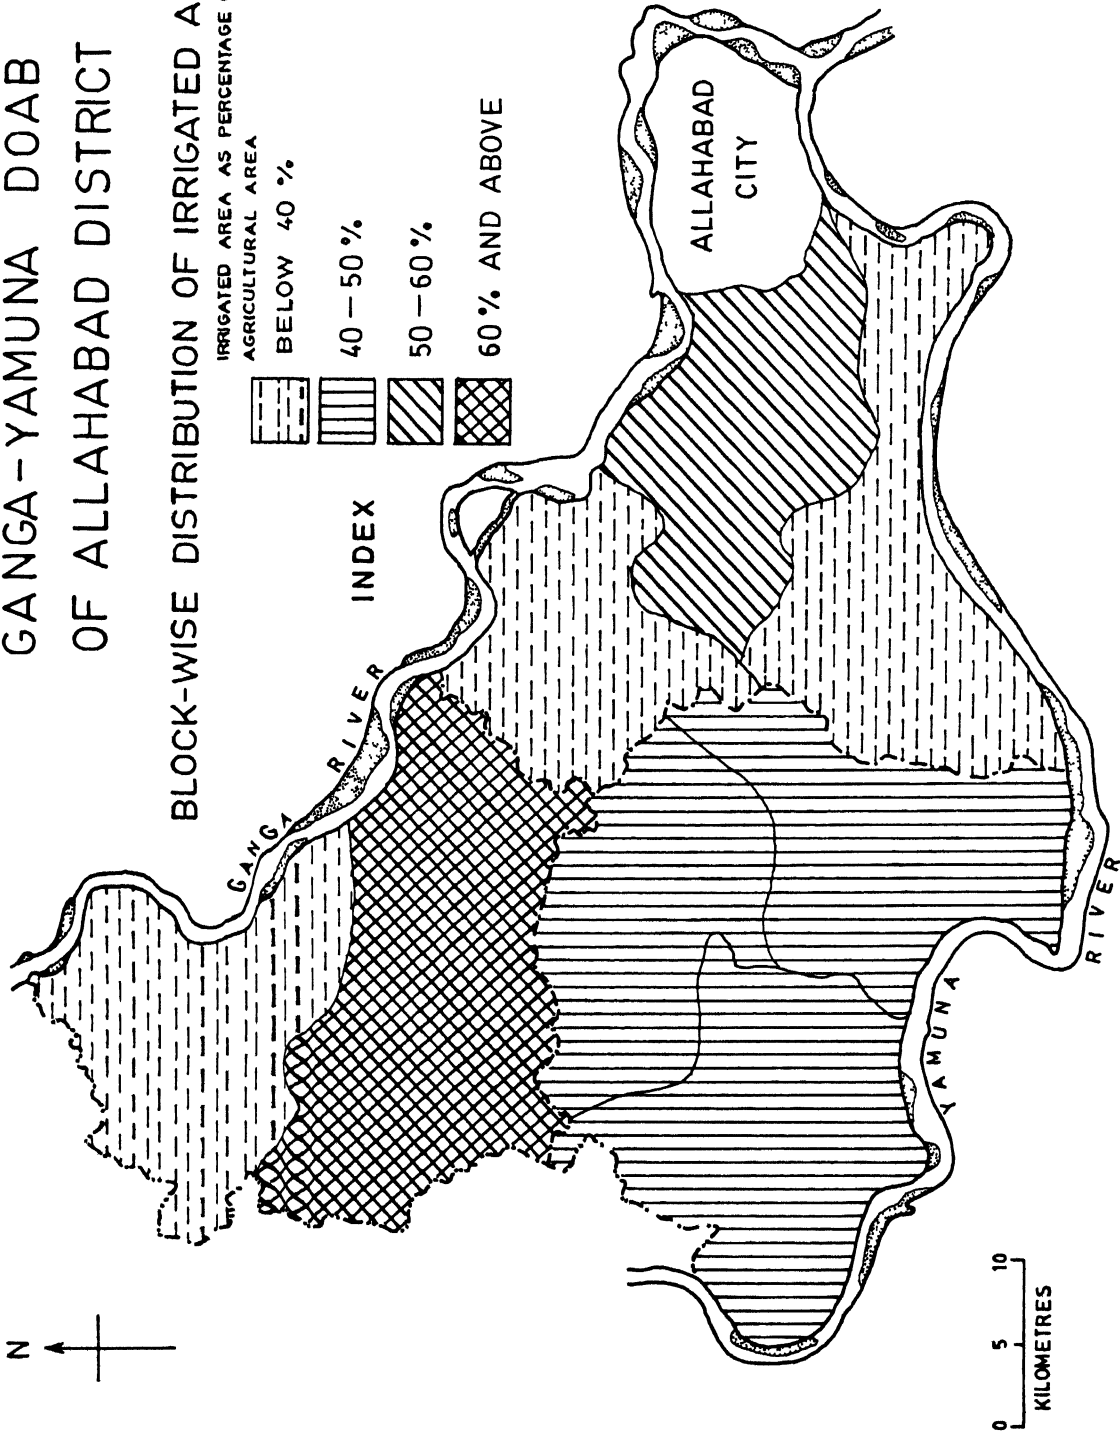 GANGA-YAMUNA DOAB
OF ALLAHABAD DISTRICT
BLOCK-WISE DISTRIBUTION OF IRRIGATED A
IRRIGATED AREA AS PERCENTAGE
AGRICULTURAL AREA
INDEX
BELOW 40 %
40-50%
50-60%
60% AND ABOVE
N
GANGA RIVER
ALLAHABAD
CITY
YAMUNA RIVER
0 5 10
KILOMETRES